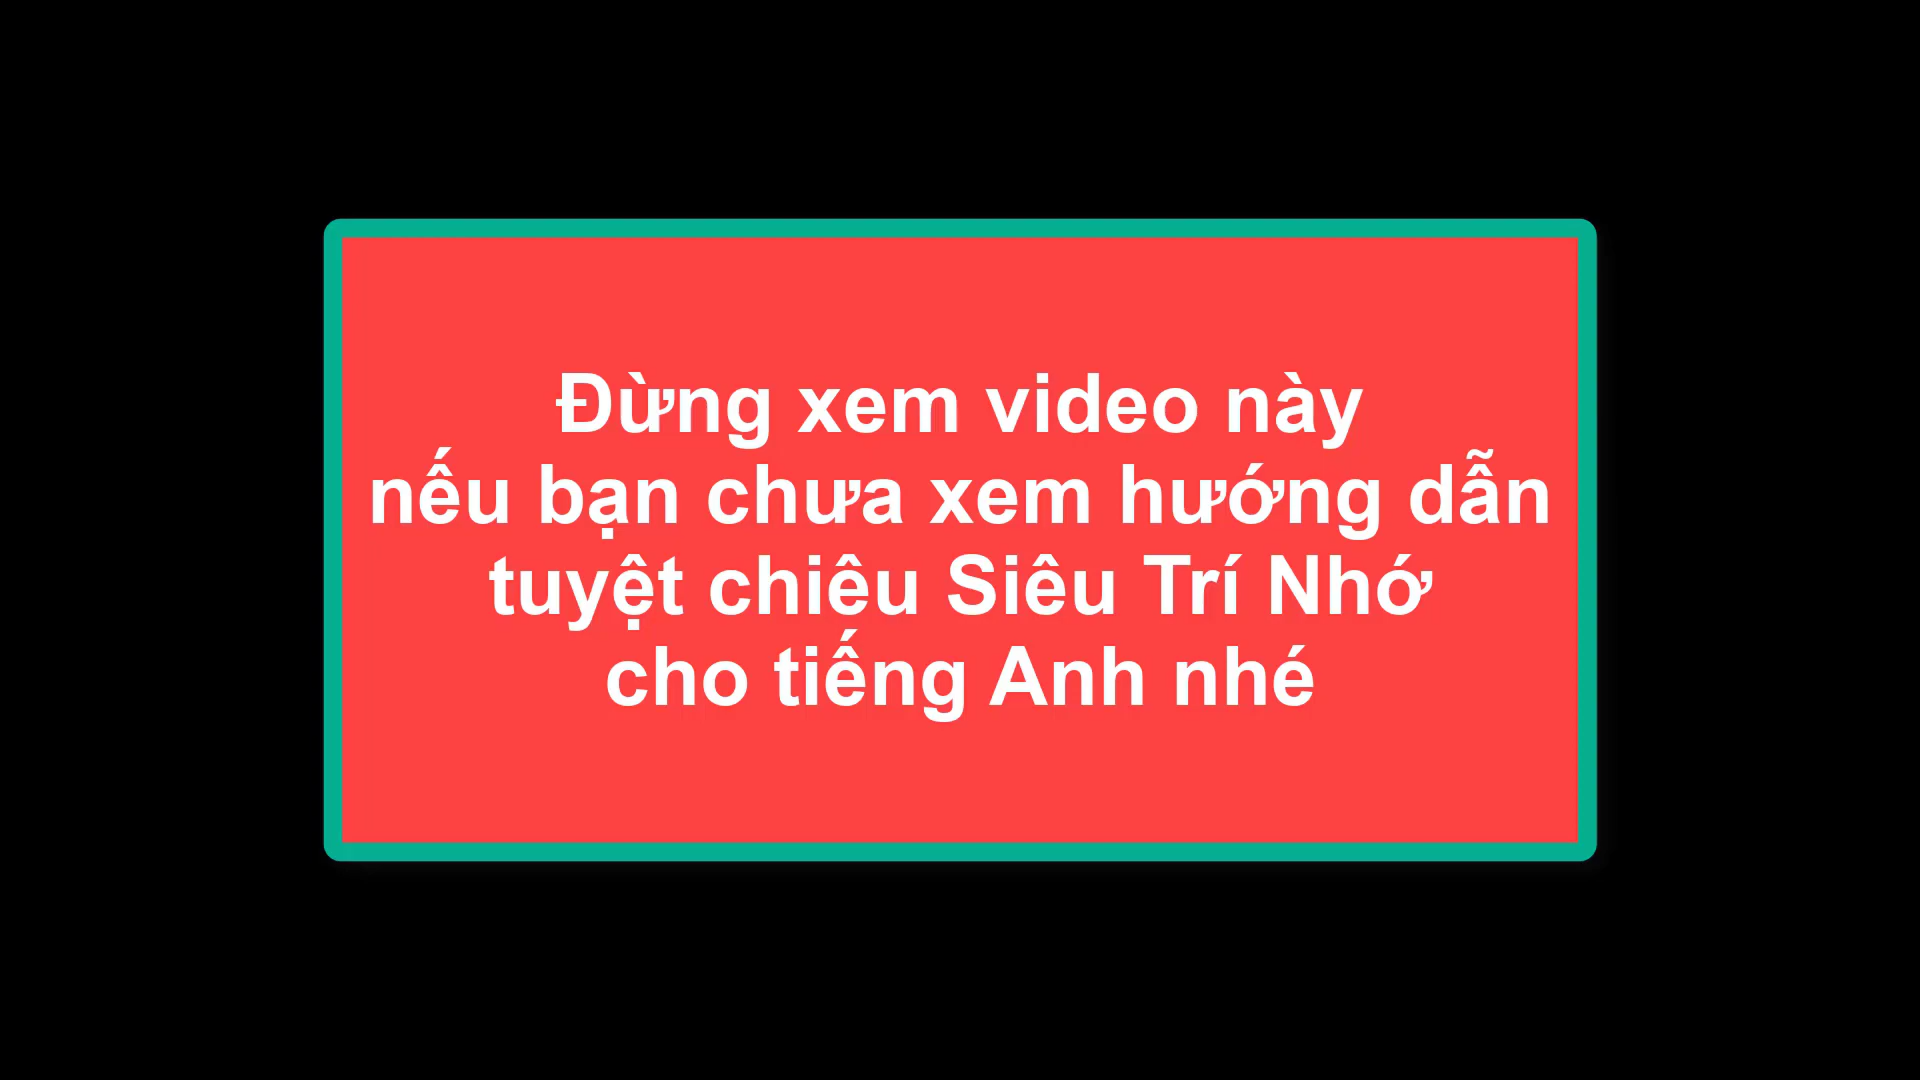 Đừng xem video này
nếu bạn chưa xem hướng dẫn
tuyệt chiêu Siêu Trí Nhớ
cho tiếng Anh nhé